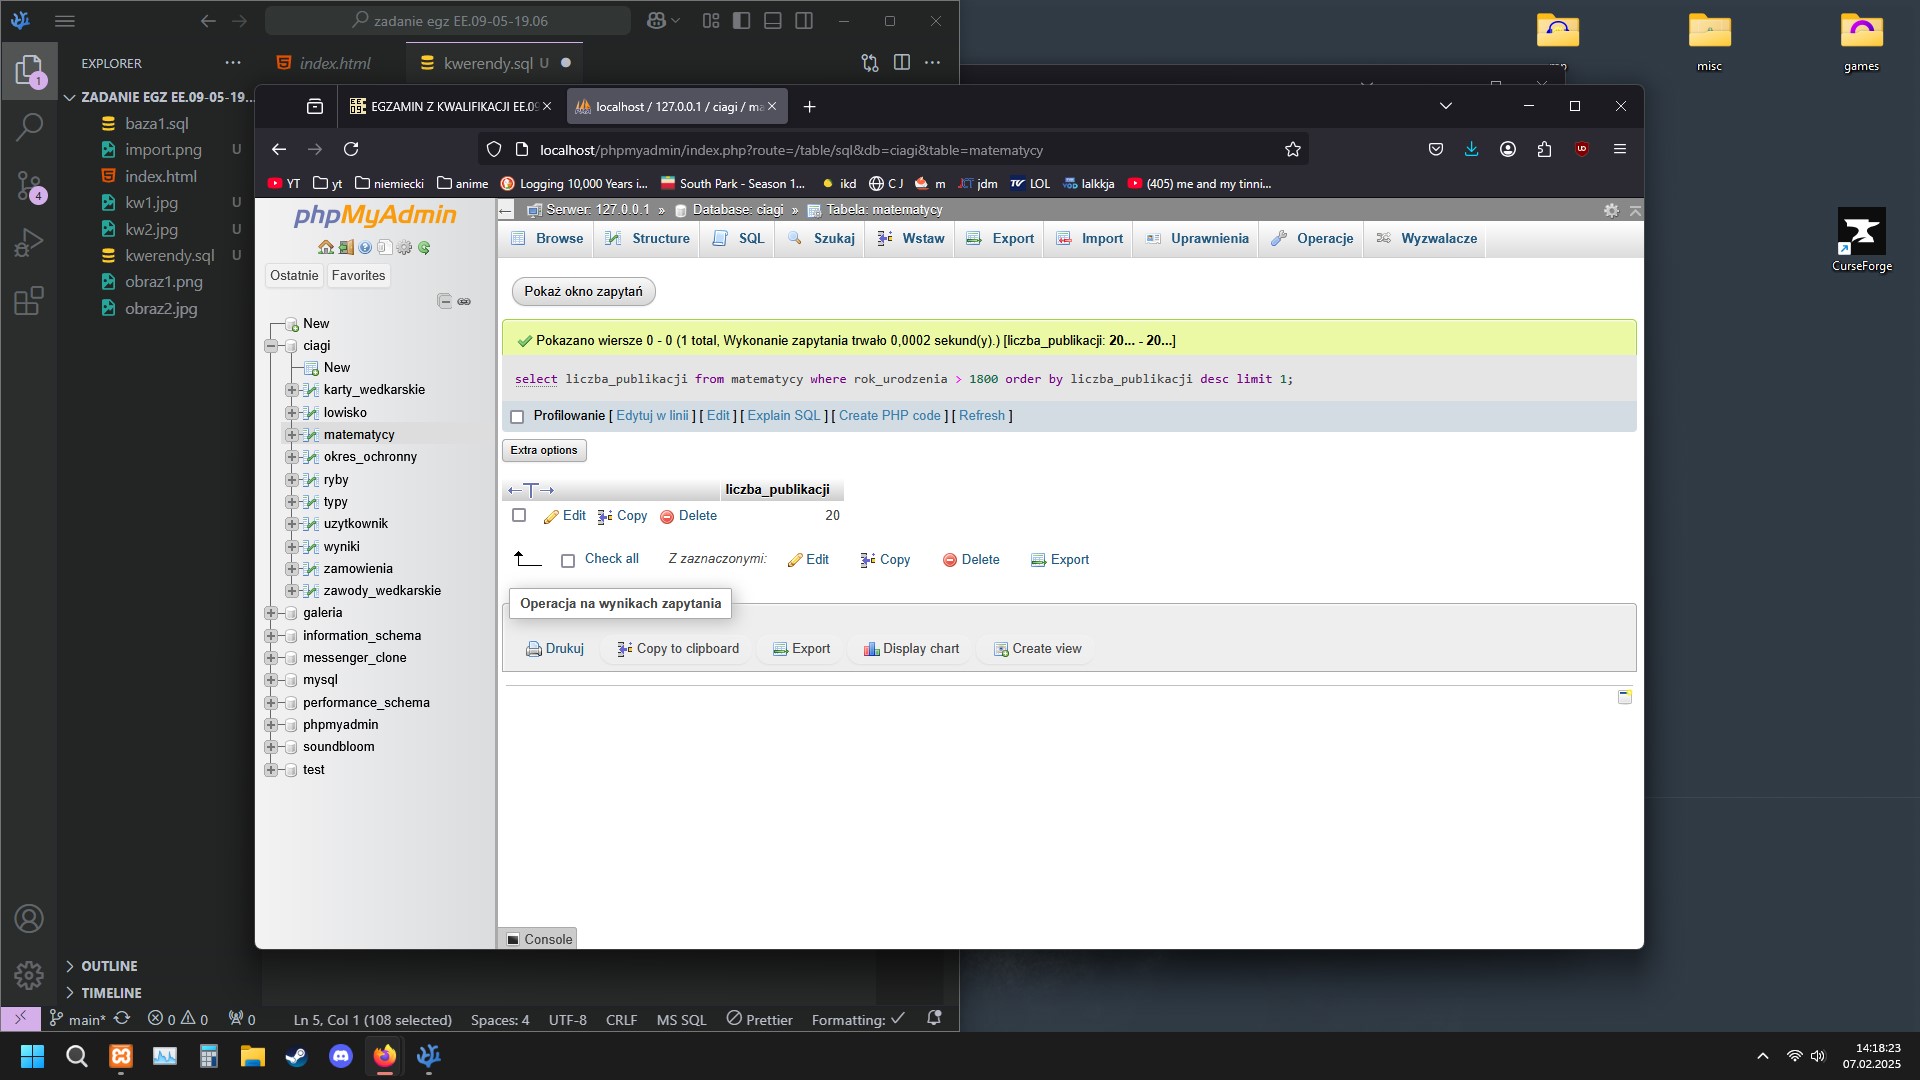 zadanie egz EE.09-05-19.06
EXPLORER
index.html
kwerendy.sql U
ZADANIE EGZ EE.09-05-19...
baza1.sql
import.png U
index.html
kw1.jpg U
kw2.jpg U
kwerendy.sql U
obraz1.png
obraz2.jpg
1
4
OUTLINE
TIMELINE
main*
0 0
0
Ln 5, Col 1 (108 selected)
Spaces: 4
UTF-8
CRLF
MS SQL
Prettier
Formatting:
misc
games
CurseForge
EGZAMIN Z KWALIFIKACJI EE.09
localhost / 127.0.0.1 / ciagi / ma
localhost/phpmyadmin/index.php?route=/table/sql&db=ciagi&table=matematycy
YT
yt
niemiecki
anime
Logging 10,000 Years i...
South Park - Season 1...
ikd
C J
m
jdm
LOL
lalkkja
(405) me and my tinni...
phpMyAdmin
Ostatnie
Favorites
New
ciagi
New
karty_wedkarskie
lowisko
matematycy
okres_ochronny
ryby
typy
uzytkownik
wyniki
zamowienia
zawody_wedkarskie
galeria
information_schema
messenger_clone
mysql
performance_schema
phpmyadmin
soundbloom
test
Serwer: 127.0.0.1 » Database: ciagi » Tabela: matematycy
Browse
Structure
SQL
Szukaj
Wstaw
Export
Import
Uprawnienia
Operacje
Wyzwalacze
Pokaż okno zapytań
Pokazano wiersze 0 - 0 (1 total, Wykonanie zapytania trwało 0,0002 sekund(y).) [liczba_publikacji: 20... - 20...]
select liczba_publikacji from matematycy where rok_urodzenia > 1800 order by liczba_publikacji desc limit 1;
Profilowanie [ Edytuj w linii ] [ Edit ] [ Explain SQL ] [ Create PHP code ] [ Refresh ]
Extra options
←T→
liczba_publikacji
Edit Copy Delete 20
Check all Z zaznaczonymi: Edit Copy Delete Export
Operacja na wynikach zapytania
Drukuj Copy to clipboard Export Display chart Create view
Console
14:18:23
07.02.2025